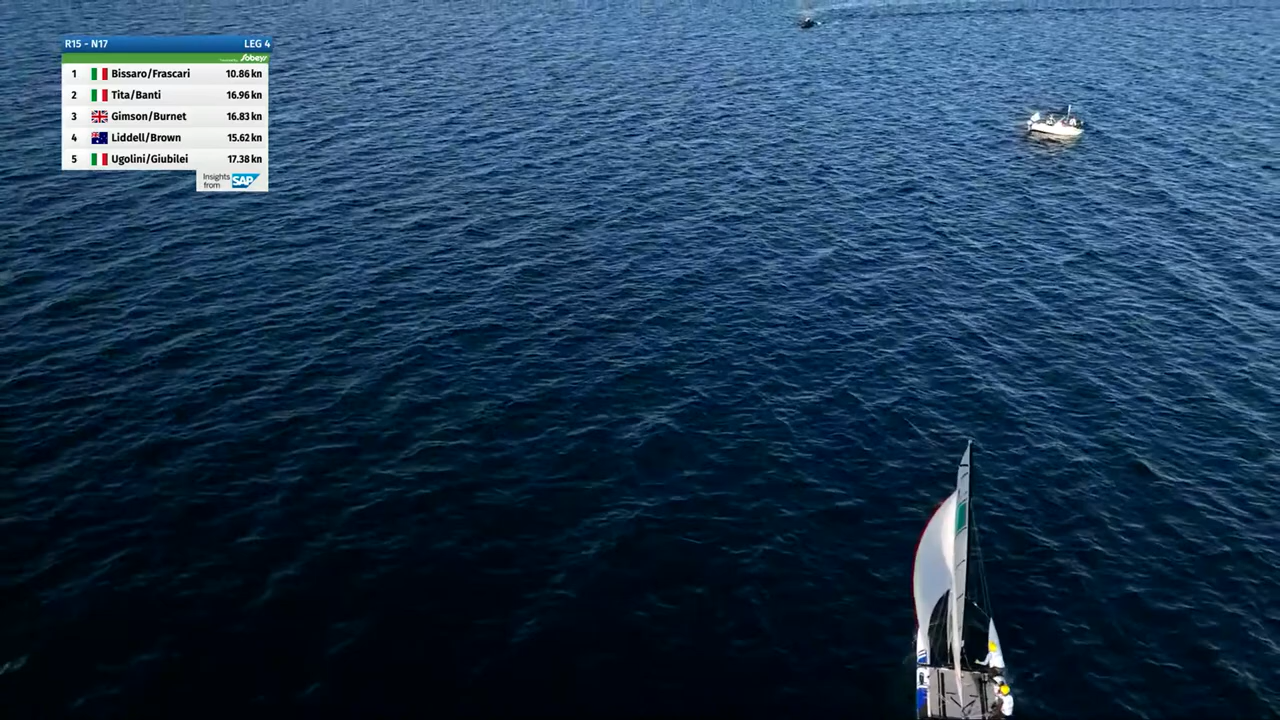 R15 - N17 LEG 4
Sobeys
1 Bissaro/Frascari 10.86 kn
2 Tita/Banti 16.96 kn
3 Gimson/Burnet 16.83 kn
4 Liddell/Brown 15.62 kn
5 Ugolini/Giubilei 17.38 kn
Insights
from SAP